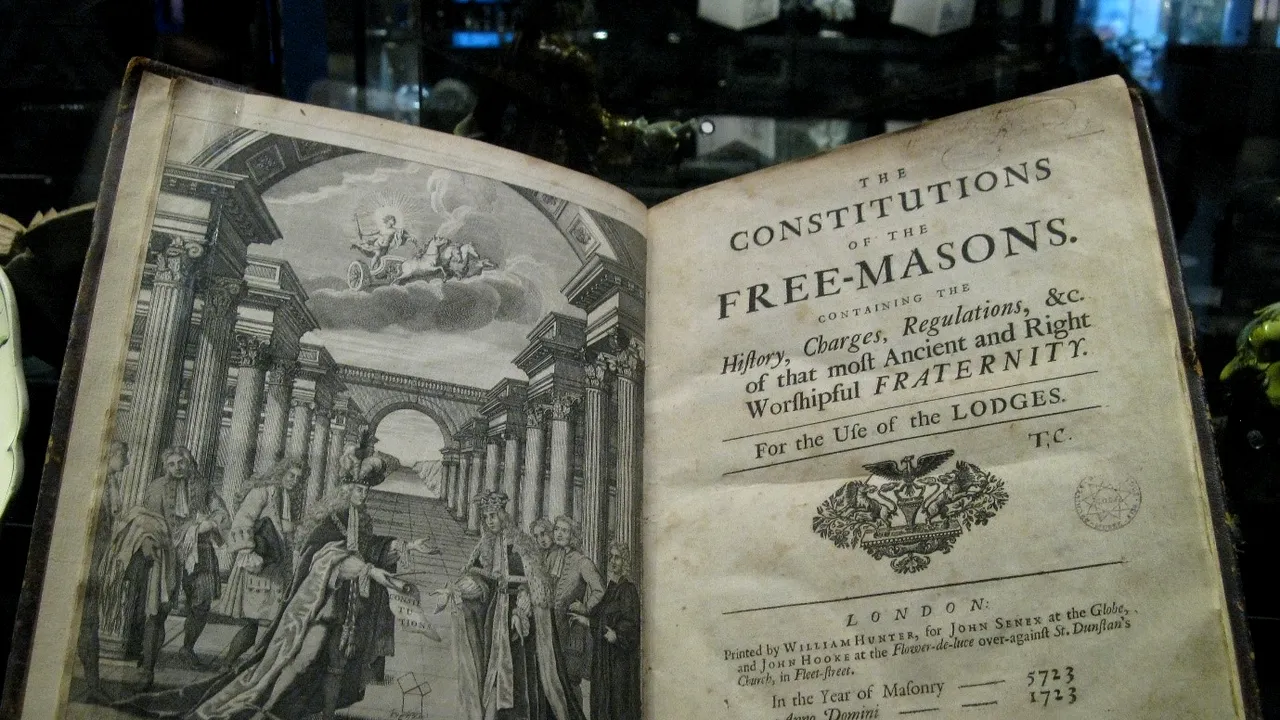 THE
CONSTITUTIONS
OF THE
FREE-MASONS.
CONTAINING THE
Hiſtory, Charges, Regulations, &c.
of that moſt Ancient and Right
Worſhipful FRATERNITY.
For the Uſe of the LODGES.
T,C.
LONDON:
Printed by WILLIAM HUNTER, for JOHN SENEX at the Globe,
and JOHN HOOKE at the Flower-de-luce over-againſt St. Dunſtan's
Church, in Fleet-ſtreet.
In the Year of Maſonry —— 5723
Anno Domini —— —— 1723